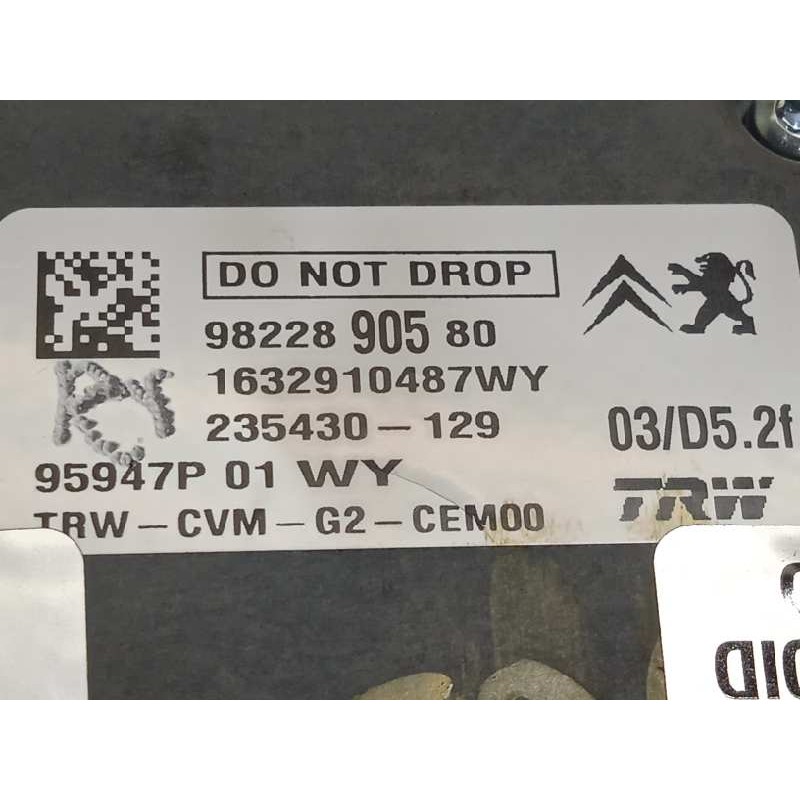 DO NOT DROP
98228 905 80
1632910487WY
235430-129
03/D5.2f
95947P 01 WY
TRW
TRW-CVM-G2-CEM00